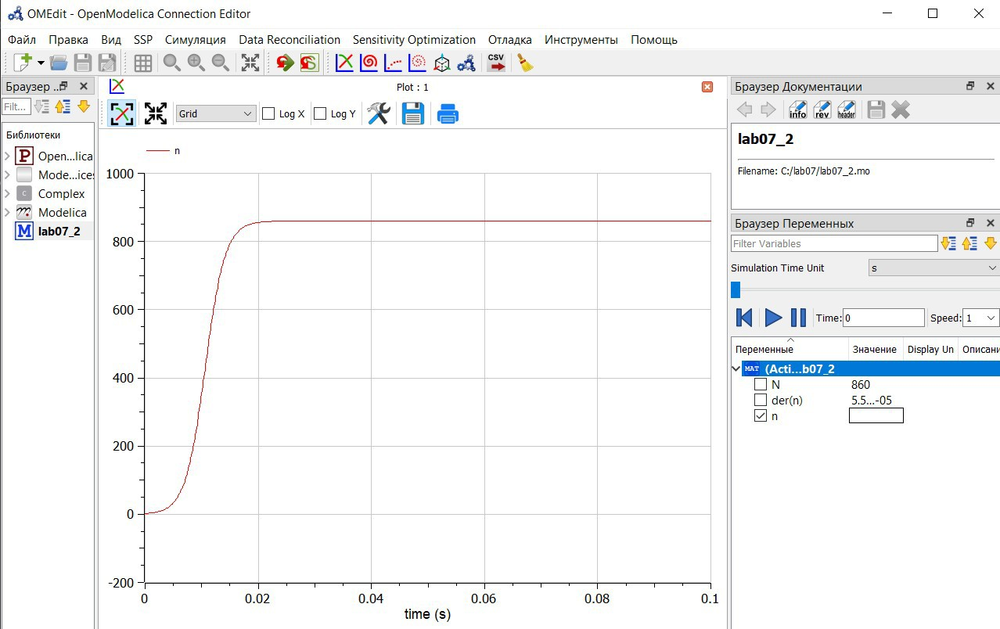 OMEdit - OpenModelica Connection Editor
Файл Правка Вид SSP Симуляция Data Reconciliation Sensitivity Optimization Отладка Инструменты Помощь
CSV
Браузер ..
Filt...
Библиотеки
P Open...lica
Mode...ices
C Complex
Modelica
M lab07_2
Plot : 1
Grid Log X Log Y
n
1000
800
600
400
200
0
-200
0 0.02 0.04 0.06 0.08 0.1
time (s)
Браузер Документации
info rev header
lab07_2
Filename: C:/lab07/lab07_2.mo
Браузер Переменных
Filter Variables
Simulation Time Unit s
Time: 0 Speed: 1
Переменные Значение Display Un Описани
MAT (Acti...b07_2
N 860
der(n) 5.5...-05
n